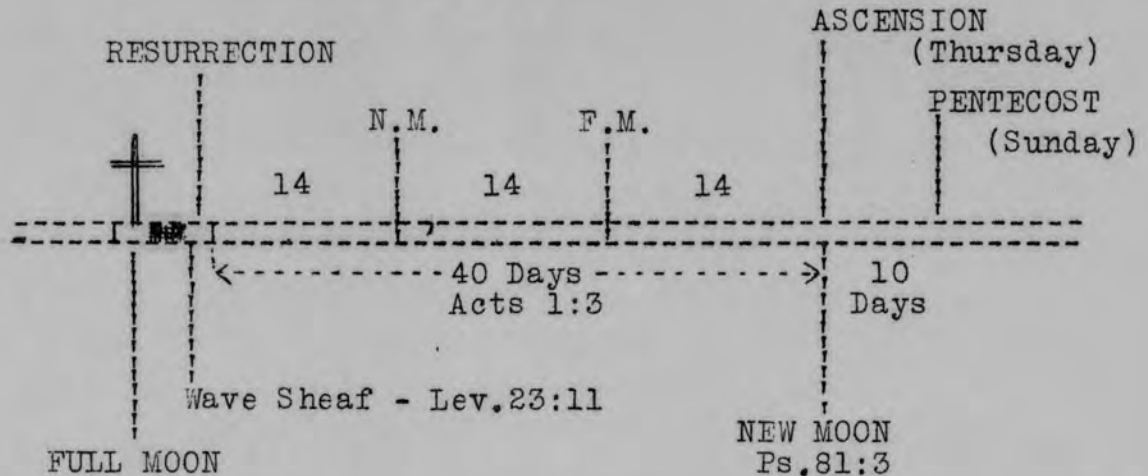 ASCENSION
(Thursday)
RESURRECTION
PENTECOST
(Sunday)
N.M.
F.M.
14
14
14
40 Days
Acts 1:3
10
Days
Wave Sheaf - Lev.23:11
NEW MOON
Ps.81:3
FULL MOON